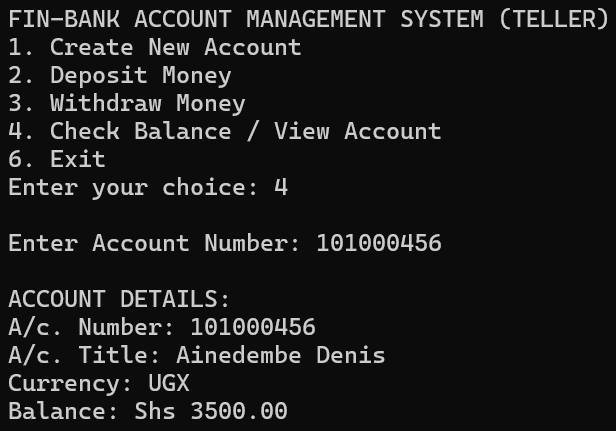 FIN-BANK ACCOUNT MANAGEMENT SYSTEM (TELLER)
1. Create New Account
2. Deposit Money
3. Withdraw Money
4. Check Balance / View Account
6. Exit
Enter your choice: 4
Enter Account Number: 101000456
ACCOUNT DETAILS:
A/c. Number: 101000456
A/c. Title: Ainedembe Denis
Currency: UGX
Balance: Shs 3500.00